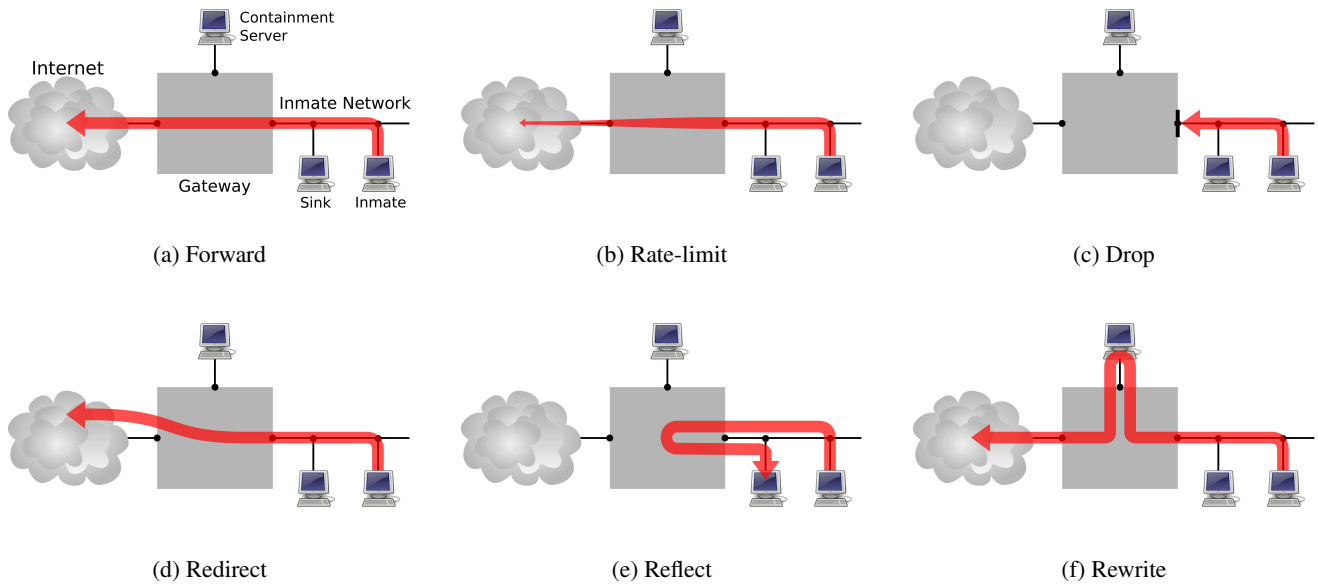 Containment
Server
Internet
Inmate Network
Gateway
Sink
Inmate
(a) Forward
(b) Rate-limit
(c) Drop
(d) Redirect
(e) Reflect
(f) Rewrite